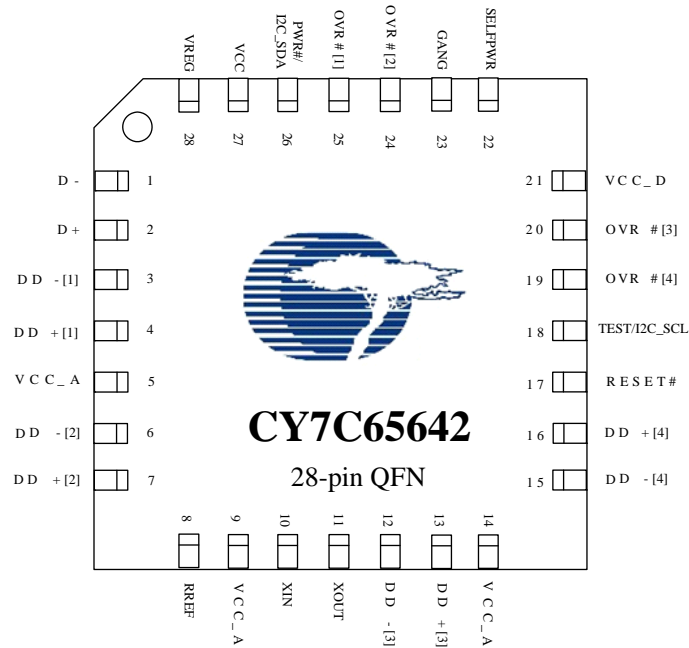 VREG
VCC
PWR#/
I2C_SDA
OVR # [1]
OVR # [2]
GANG
SELFPWR
28
27
26
25
24
23
22
D - 1
D + 2
DD - [1] 3
DD + [1] 4
VCC_A 5
DD - [2] 6
DD + [2] 7
21 VCC_D
20 OVR # [3]
19 OVR # [4]
18 TEST/I2C_SCL
17 RESET#
16 DD + [4]
15 DD - [4]
CY7C65642
28-pin QFN
8
9
10
11
12
13
14
RREF
VCC_A
XIN
XOUT
DD - [3]
DD + [3]
VCC_A